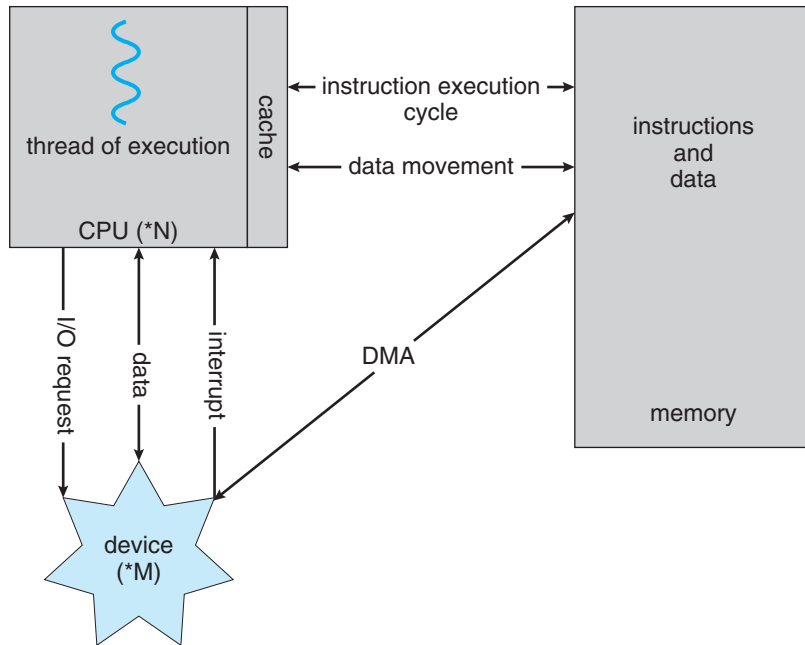 thread of execution
cache
CPU (*N)
instruction execution
cycle
data movement
instructions
and
data
memory
I/O request
data
interrupt
DMA
device
(*M)